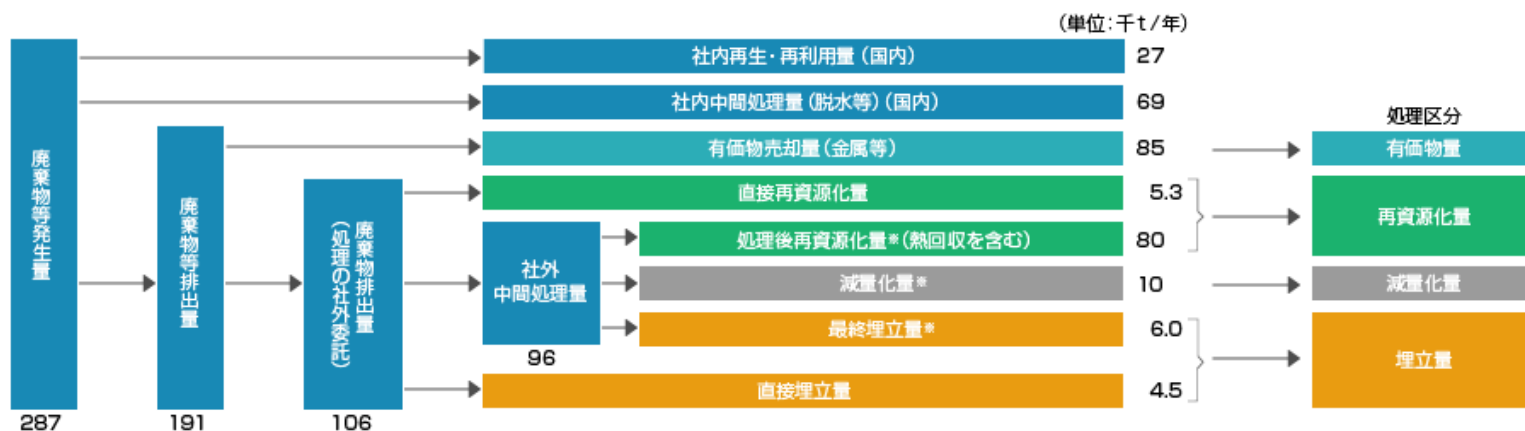 (単位:千t/年)
社内再生・再利用量(国内)
27
社内中間処理量(脱水等)(国内)
69
処理区分
有価物売却量(金属等)
85
有価物量
直接再資源化量
5.3
再資源化量
処理後再資源化量※(熱回収を含む)
80
社外
中間処理量
96
減量化量※
10
減量化量
最終埋立量※
6.0
埋立量
直接埋立量
4.5
廃棄物等発生量
287
廃棄物等排出量
191
廃棄物排出量
(処理の社外委託)
106